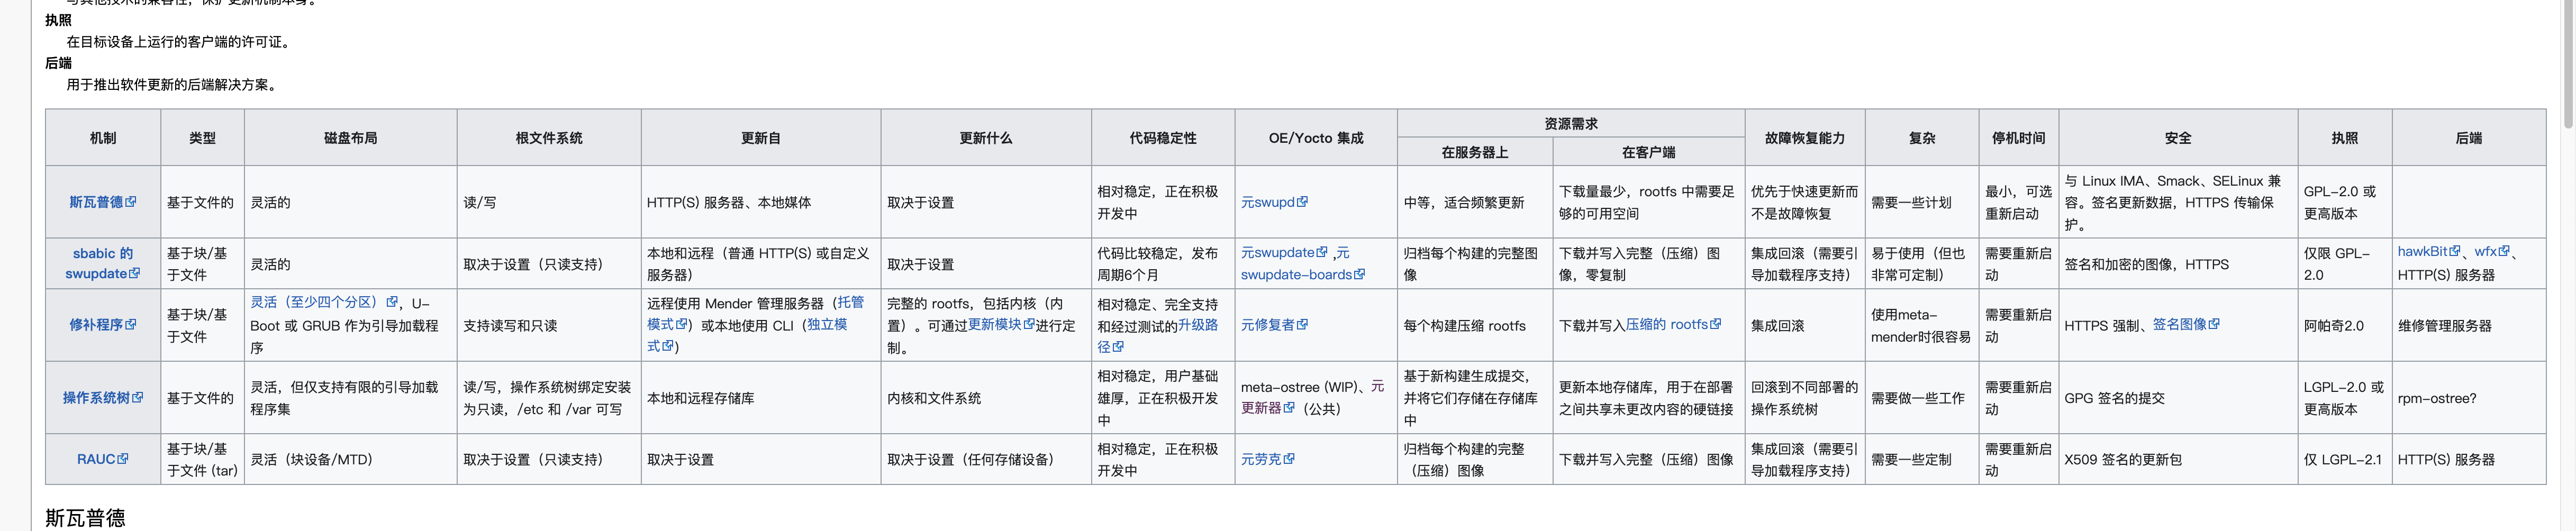 与其他技术的兼容性，保护更新机制本身。
执照
在目标设备上运行的客户端的许可证。
后端
用于推出软件更新的后端解决方案。
机制 类型 磁盘布局 根文件系统 更新自 更新什么 代码稳定性 OE/Yocto 集成 资源需求 故障恢复能力 复杂 停机时间 安全 执照 后端
在服务器上 在客户端
斯瓦普德
基于文件的
灵活的
读/写
HTTP(S) 服务器、本地媒体
取决于设置
相对稳定，正在积极
开发中
元swupd
中等，适合频繁更新
下载量最少，rootfs 中需要足
够的可用空间
优先于快速更新而
不是故障恢复
需要一些计划
最小，可选
重新启动
与 Linux IMA、Smack、SELinux 兼
容。签名更新数据，HTTPS 传输保
护。
GPL-2.0 或
更高版本
sbabic 的
swupdate
基于块/基
于文件
灵活的
取决于设置（只读支持）
本地和远程（普通 HTTP(S) 或自定义
服务器）
取决于设置
代码比较稳定，发布
周期6个月
元swupdate ,元
swupdate-boards
归档每个构建的完整图
像
下载并写入完整（压缩）图
像，零复制
集成回滚（需要引
导加载程序支持）
易于使用（但也
非常可定制）
需要重新启
动
签名和加密的图像，HTTPS
仅限 GPL-
2.0
hawkBit、wfx、
HTTP(S) 服务器
修补程序
基于块/基
于文件
灵活（至少四个分区），U-
Boot 或 GRUB 作为引导加载程
序
支持读写和只读
远程使用 Mender 管理服务器（托管
模式）或本地使用 CLI（独立模
式）
完整的 rootfs，包括内核（内
置）。可通过更新模块进行定
制。
相对稳定、完全支持
和经过测试的升级路
径
元修复者
每个构建压缩 rootfs
下载并写入压缩的 rootfs
集成回滚
使用meta-
mender时很容易
需要重新启
动
HTTPS 强制、签名图像
阿帕奇2.0
维修管理服务器
操作系统树
基于文件的
灵活，但仅支持有限的引导加载
程序集
读/写，操作系统树绑定安装
为只读，/etc 和 /var 可写
本地和远程存储库
内核和文件系统
相对稳定，用户基础
雄厚，正在积极开发
中
meta-ostree (WIP)、元
更新器（公共）
基于新构建生成提交，
并将它们存储在存储库
中
更新本地存储库，用于在部署
之间共享未更改内容的硬链接
回滚到不同部署的
操作系统树
需要做一些工作
需要重新启
动
GPG 签名的提交
LGPL-2.0 或
更高版本
rpm-ostree?
RAUC
基于块/基
于文件 (tar)
灵活（块设备/MTD）
取决于设置（只读支持）
取决于设置
取决于设置（任何存储设备）
相对稳定，正在积极
开发中
元劳克
归档每个构建的完整
（压缩）图像
下载并写入完整（压缩）图像
集成回滚（需要引
导加载程序支持）
需要一些定制
需要重新启
动
X509 签名的更新包
仅 LGPL-2.1
HTTP(S) 服务器
斯瓦普德